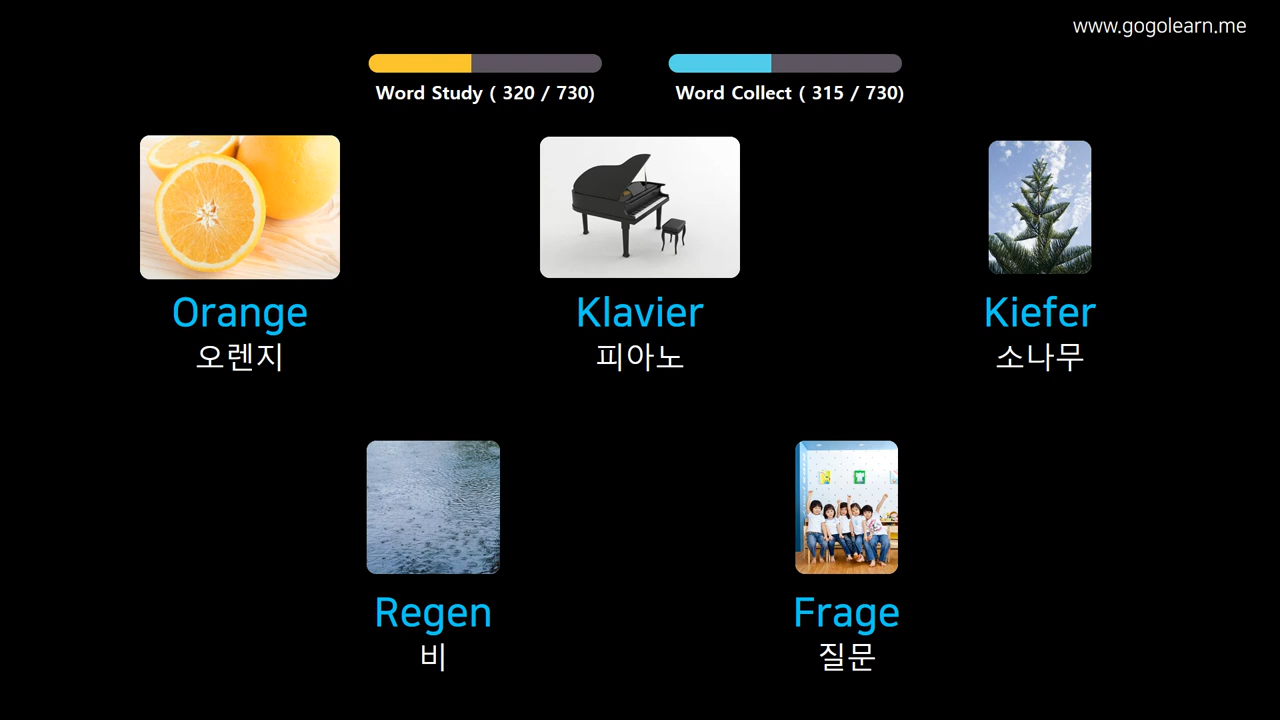 www.gogolearn.me
Word Study ( 320 / 730)
Word Collect ( 315 / 730)
Orange
오렌지
Klavier
피아노
Kiefer
소나무
Regen
비
Frage
질문